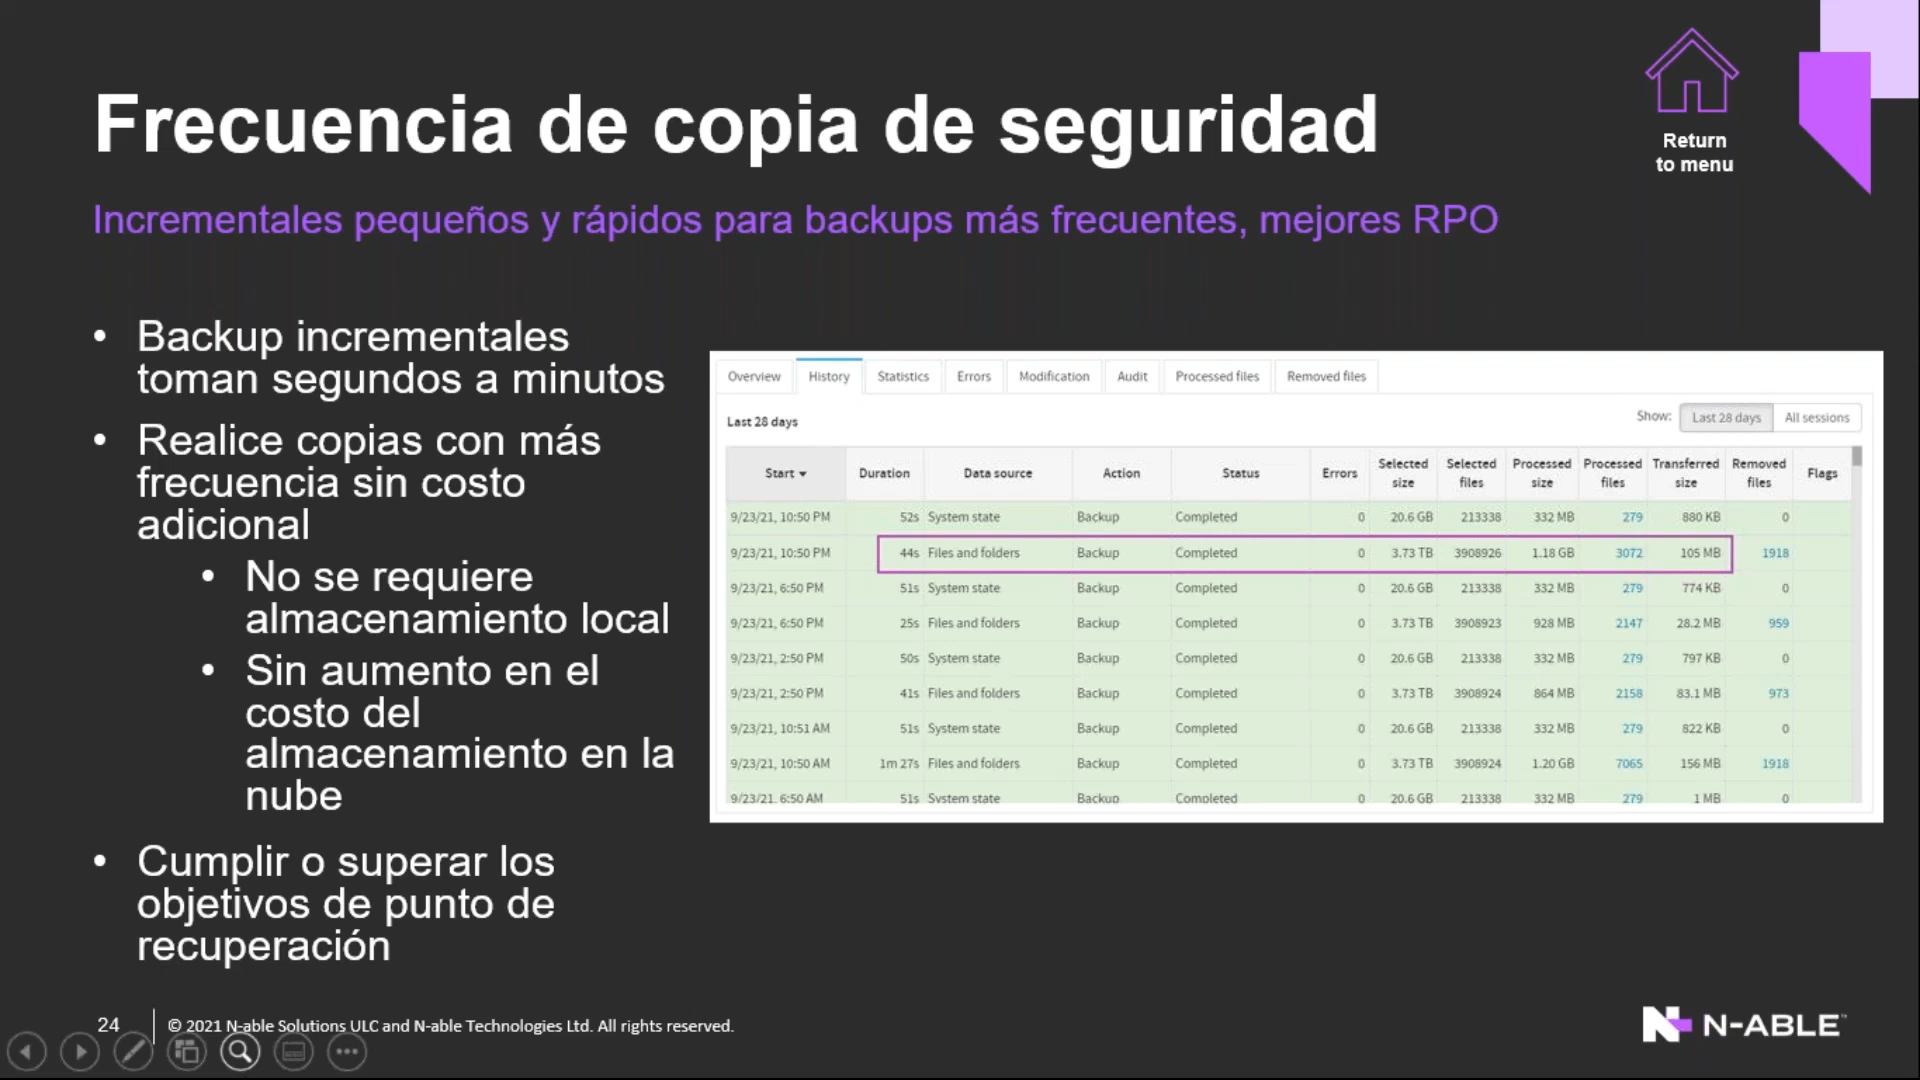 Frecuencia de copia de seguridad
Return
to menu
Incrementales pequeños y rápidos para backups más frecuentes, mejores RPO
• Backup incrementales
toman segundos a minutos
• Realice copias con más
frecuencia sin costo
adicional
• No se requiere
almacenamiento local
• Sin aumento en el
costo del
almacenamiento en la
nube
• Cumplir o superar los
objetivos de punto de
recuperación
Overview History Statistics Errors Modification Audit Processed files Removed files
Last 28 days Show: Last 28 days All sessions
Start Duration Data source Action Status Errors Selected size Selected files Processed size Processed files Transferred size Removed files Flags
9/23/21, 10:50 PM 52s System state Backup Completed 0 20.6 GB 213338 332 MB 279 880 KB 0
9/23/21, 10:50 PM 44s Files and folders Backup Completed 0 3.73 TB 3908926 1.18 GB 3072 105 MB 1918
9/23/21, 6:50 PM 51s System state Backup Completed 0 20.6 GB 213338 332 MB 279 774 KB 0
9/23/21, 6:50 PM 25s Files and folders Backup Completed 0 3.73 TB 3908923 928 MB 2147 28.2 MB 959
9/23/21, 2:50 PM 50s System state Backup Completed 0 20.6 GB 213338 332 MB 279 797 KB 0
9/23/21, 2:50 PM 41s Files and folders Backup Completed 0 3.73 TB 3908924 864 MB 2158 83.1 MB 973
9/23/21, 10:51 AM 51s System state Backup Completed 0 20.6 GB 213338 332 MB 279 822 KB 0
9/23/21, 10:50 AM 1m 27s Files and folders Backup Completed 0 3.73 TB 3908924 1.20 GB 7065 156 MB 1918
9/23/21, 6:50 AM 51s System state Backup Completed 0 20.6 GB 213338 332 MB 279 1 MB 0
24 © 2021 N-able Solutions ULC and N-able Technologies Ltd. All rights reserved.
N-ABLE™